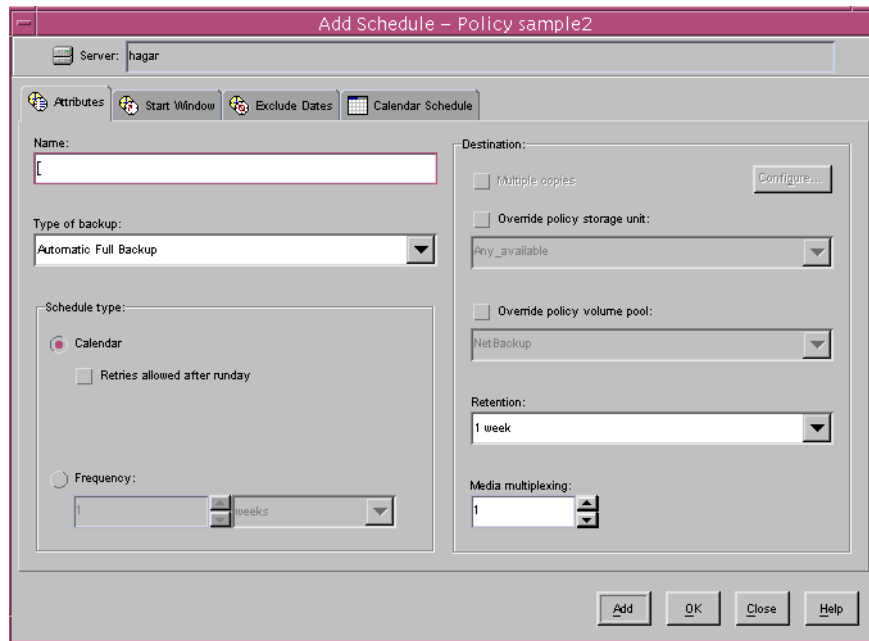 Add Schedule – Policy sample2
Server: hagar
Attributes Start Window Exclude Dates Calendar Schedule
Name:
Type of backup:
Automatic Full Backup
Schedule type:
Calendar
Retries allowed after runday
Frequency:
1 weeks
Destination:
Multiple copies Configure...
Override policy storage unit:
Any_available
Override policy volume pool:
NetBackup
Retention:
1 week
Media multiplexing:
1
Add OK Close Help